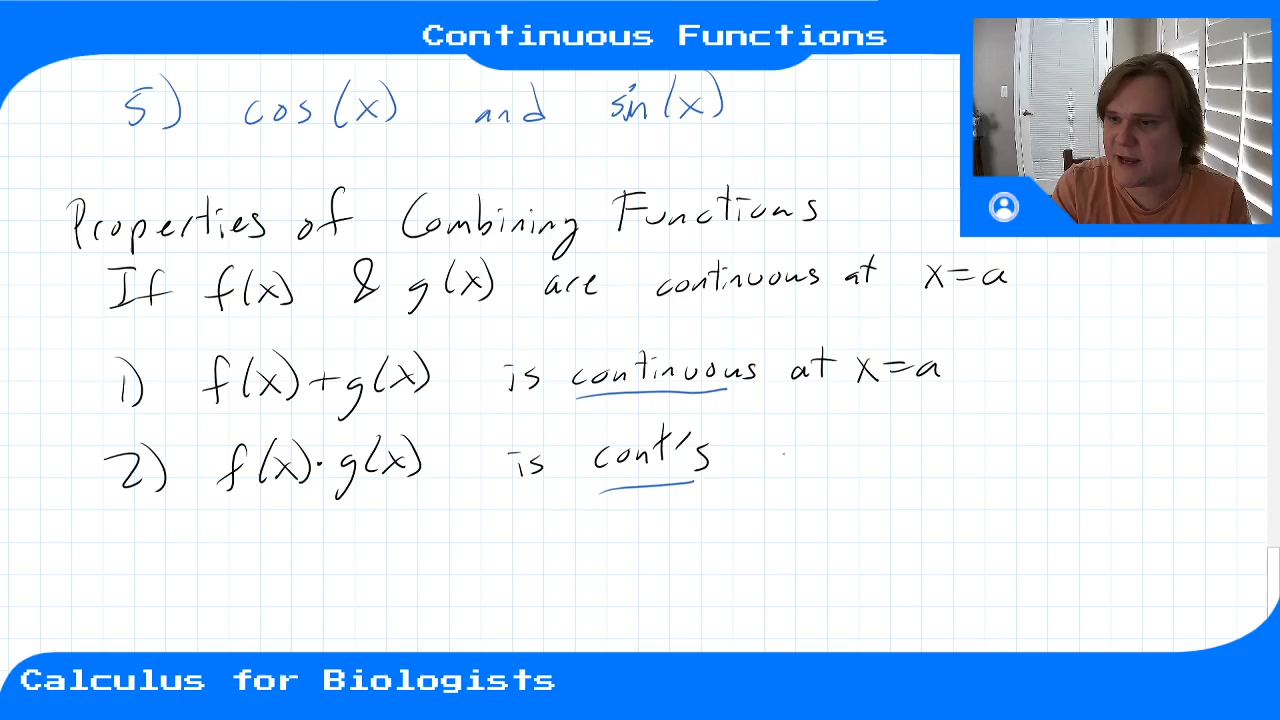 Continuous Functions
5) cos(x) and sin(x)
Properties of Combining Functions
If f(x) & g(x) are continuous at x=a
1) f(x)+g(x) is continuous at x=a
2) f(x)·g(x) is cont's
Calculus for Biologists